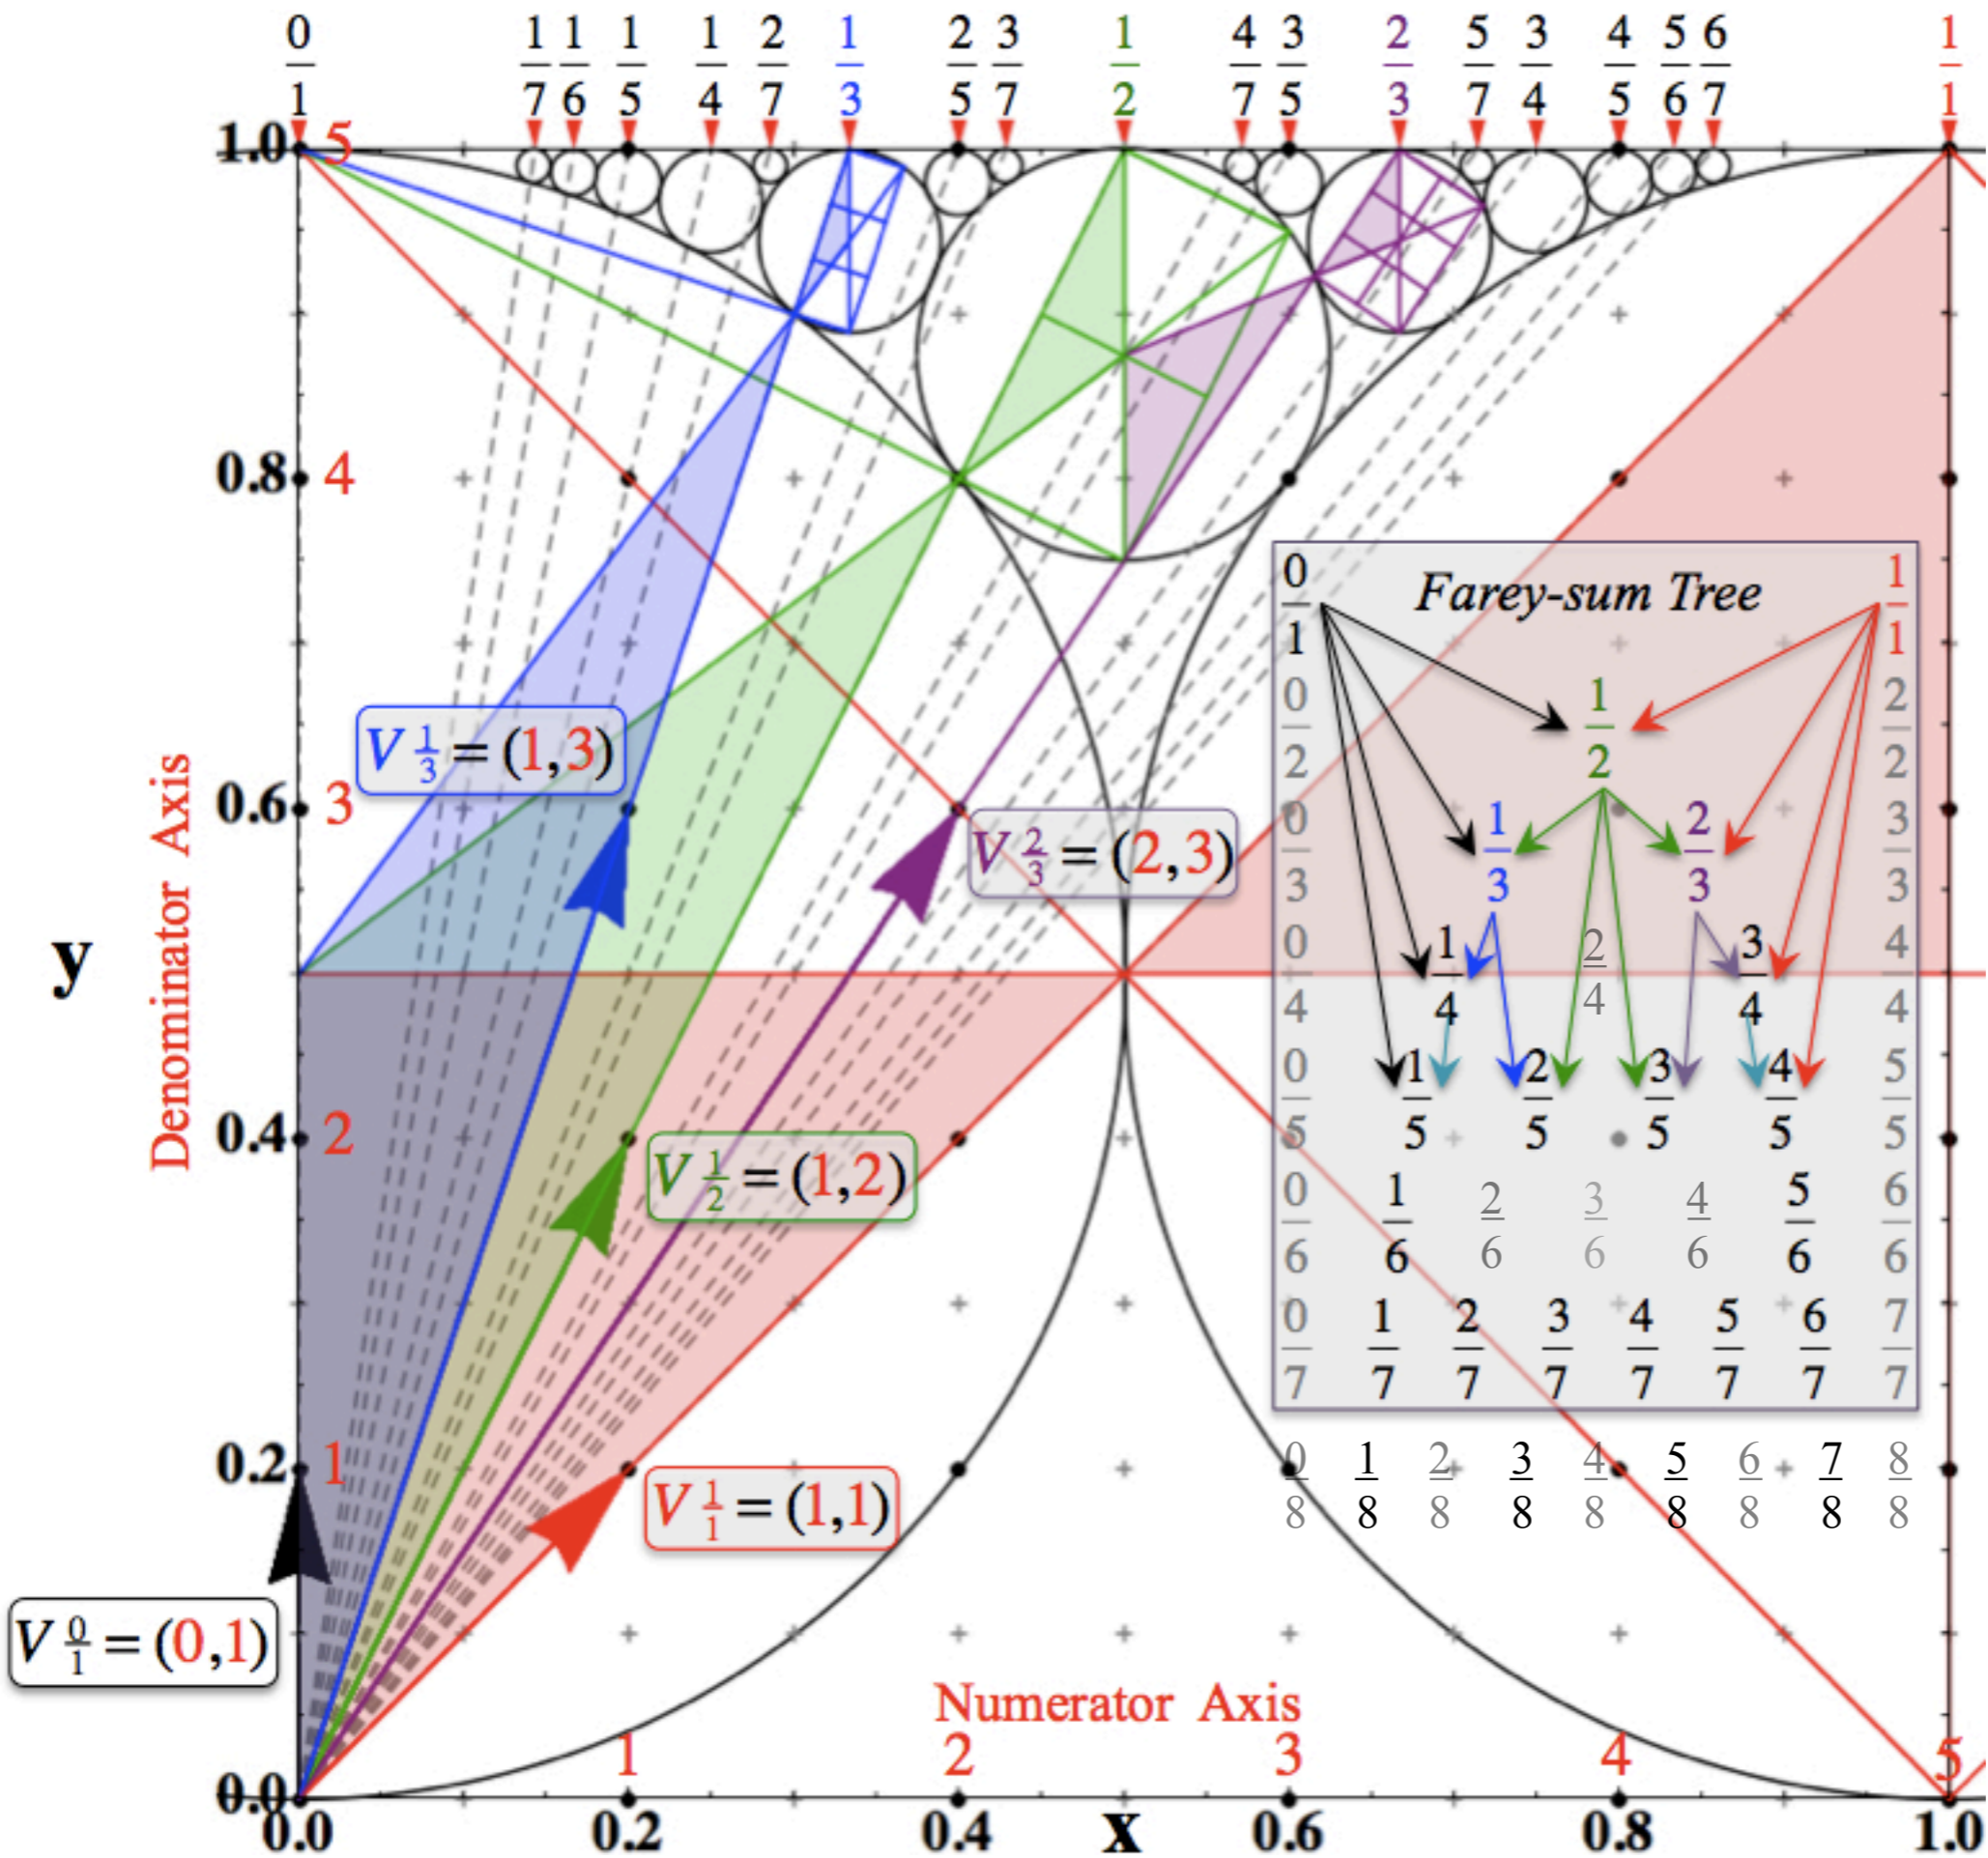 0/1 1/7 1/6 1/5 1/4 2/7 1/3 2/5 3/7 1/2 4/7 3/5 2/3 5/7 3/4 4/5 5/6 6/7 1/1
1.0 5
0.8 4
Farey-sum Tree
0/1 1/1
0/2 1/2 2/2
V 1/3 = (1,3)
0.6 3
V 2/3 = (2,3)
0/3 1/3 2/3 3/3
Denominator Axis
y
0/4 1/4 2/4 3/4 4/4
0.4 2
0/5 1/5 2/5 3/5 4/5 5/5
V 1/2 = (1,2)
0/6 1/6 2/6 3/6 4/6 5/6 6/6
0/7 1/7 2/7 3/7 4/7 5/7 6/7 7/7
0.2 1
0/8 1/8 2/8 3/8 4/8 5/8 6/8 7/8 8/8
V 1/1 = (1,1)
V 0/1 = (0,1)
Numerator Axis
1 2 3 4 5
0.0
0.0 0.2 0.4 x 0.6 0.8 1.0